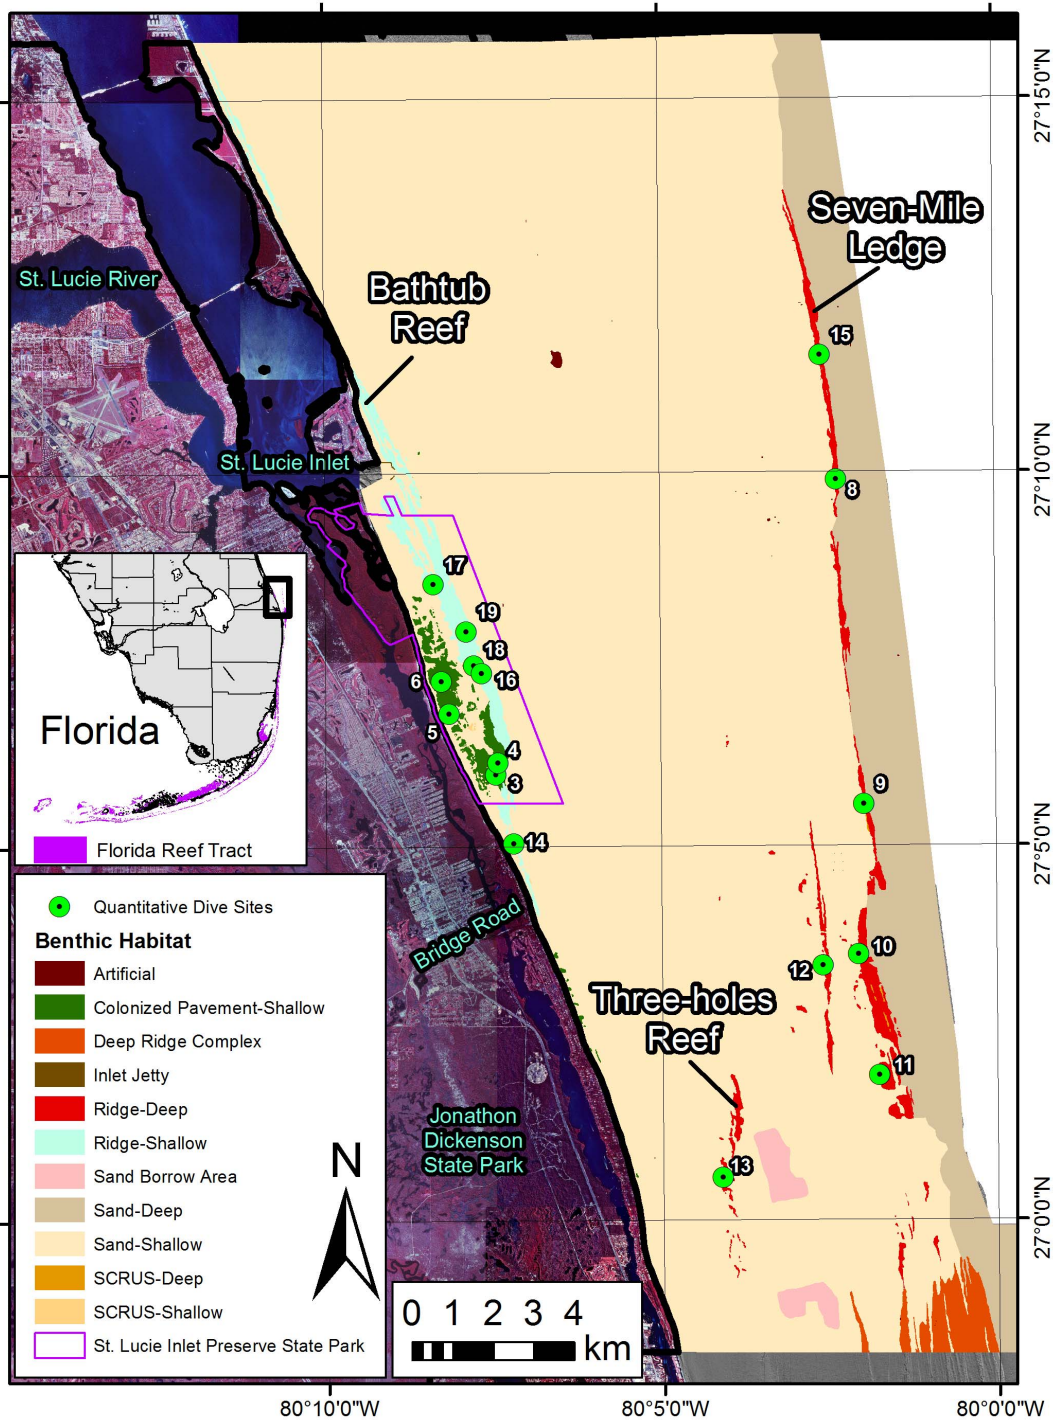 27°15'0"N
Seven-Mile
Ledge
St. Lucie River
Bathtub
Reef
15
St. Lucie Inlet
27°10'0"N
8
17
19
18
16
6
5
4
3
Florida
Florida Reef Tract
9
14
27°5'0"N
Quantitative Dive Sites
Benthic Habitat
Artificial
Colonized Pavement-Shallow
Deep Ridge Complex
Inlet Jetty
Ridge-Deep
Ridge-Shallow
Sand Borrow Area
Sand-Deep
Sand-Shallow
SCRUS-Deep
SCRUS-Shallow
St. Lucie Inlet Preserve State Park
Bridge Road
10
12
Three-holes
Reef
11
Jonathon
Dickenson
State Park
13
N
27°0'0"N
0 1 2 3 4
km
80°10'0"W
80°5'0"W
80°0'0"W